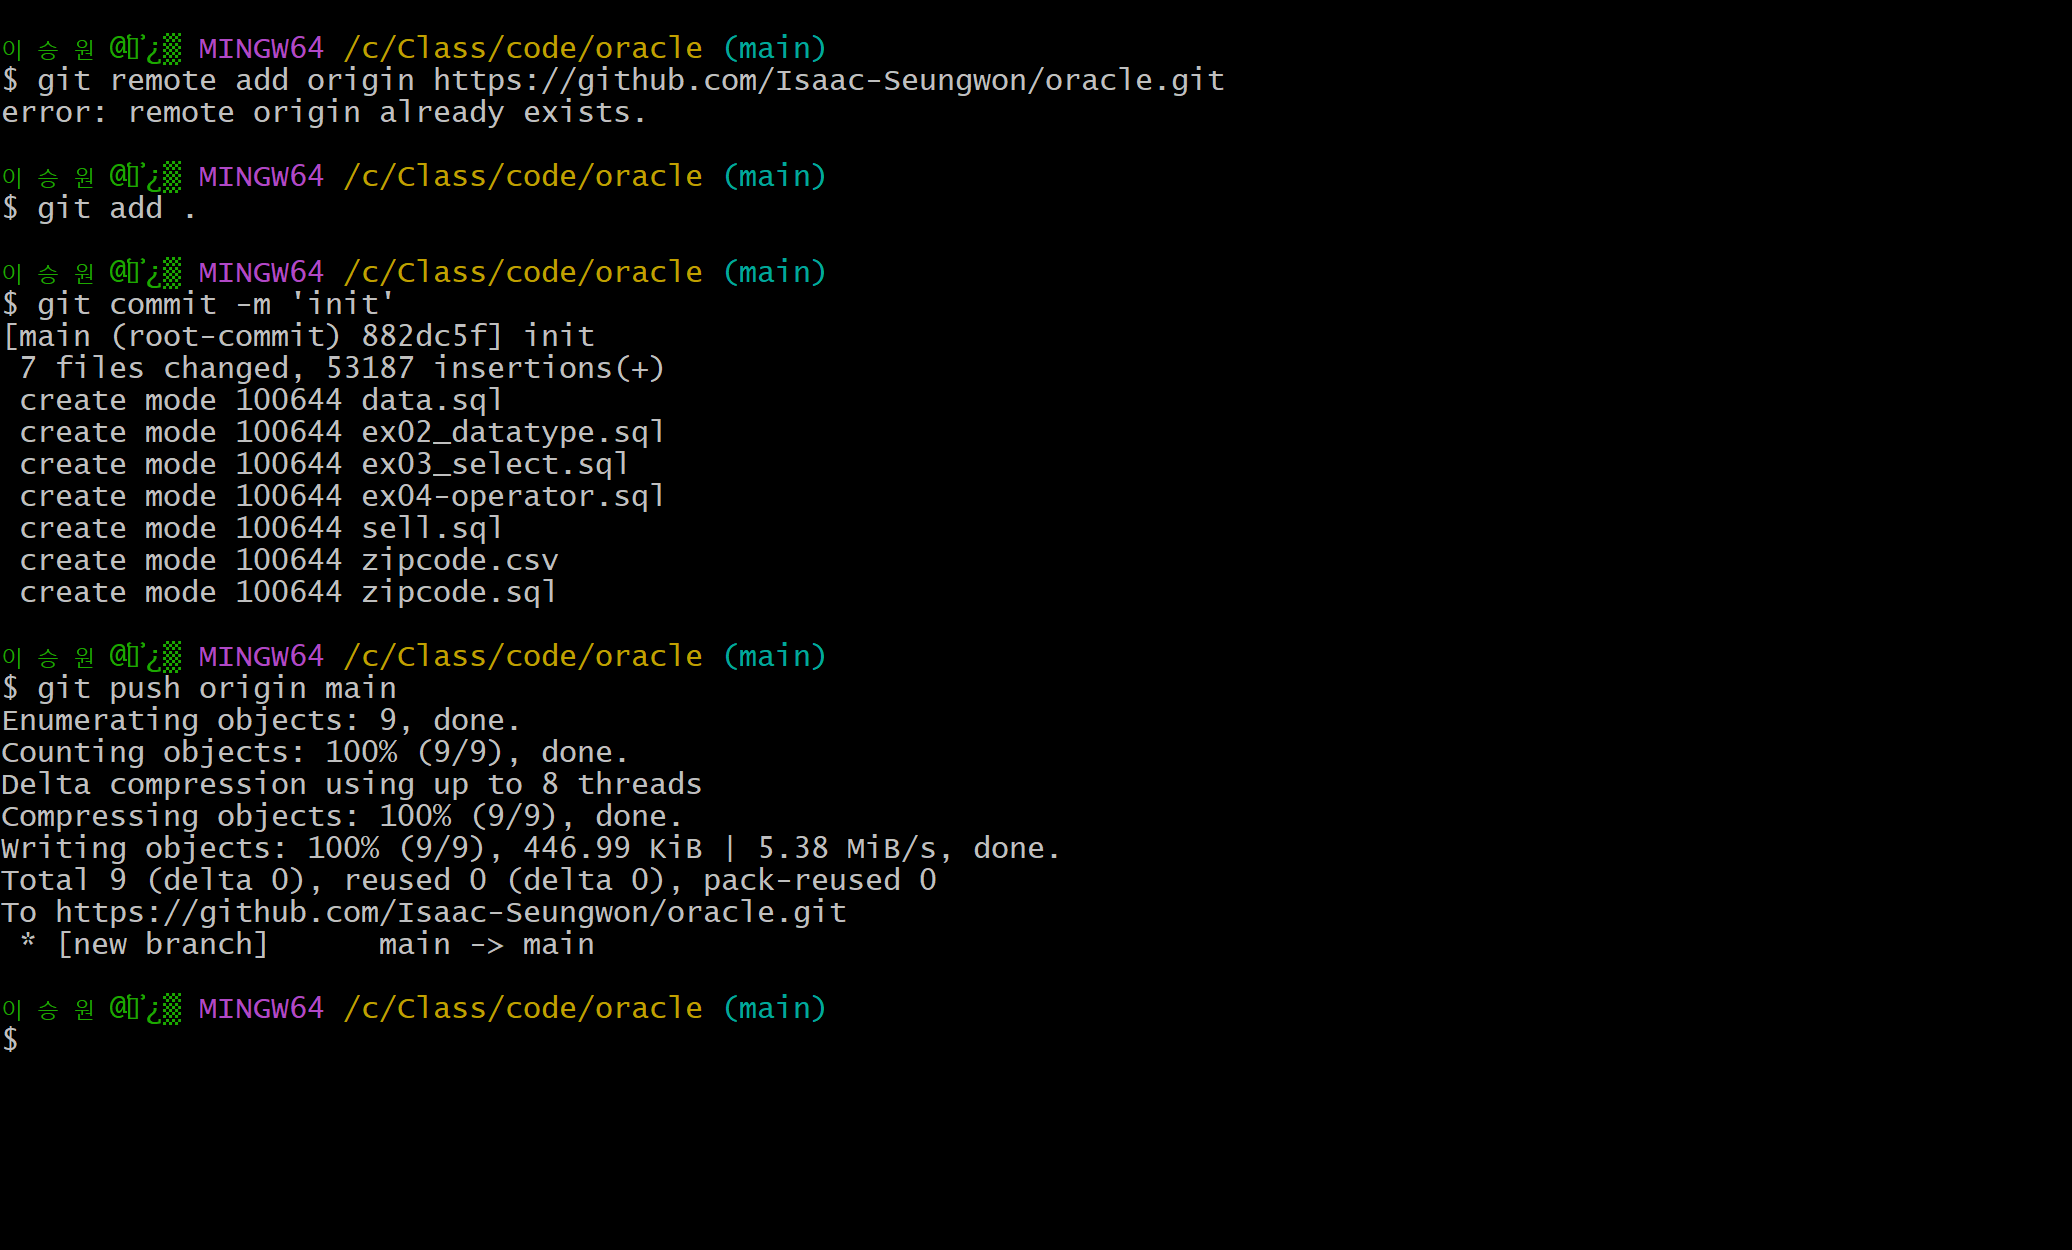 이 승 원 @ MINGW64 /c/Class/code/oracle (main)
$ git remote add origin https://github.com/Isaac-Seungwon/oracle.git
error: remote origin already exists.
이 승 원 @ MINGW64 /c/Class/code/oracle (main)
$ git add .
이 승 원 @ MINGW64 /c/Class/code/oracle (main)
$ git commit -m 'init'
[main (root-commit) 882dc5f] init
 7 files changed, 53187 insertions(+)
 create mode 100644 data.sql
 create mode 100644 ex02_datatype.sql
 create mode 100644 ex03_select.sql
 create mode 100644 ex04-operator.sql
 create mode 100644 sell.sql
 create mode 100644 zipcode.csv
 create mode 100644 zipcode.sql
이 승 원 @ MINGW64 /c/Class/code/oracle (main)
$ git push origin main
Enumerating objects: 9, done.
Counting objects: 100% (9/9), done.
Delta compression using up to 8 threads
Compressing objects: 100% (9/9), done.
Writing objects: 100% (9/9), 446.99 KiB | 5.38 MiB/s, done.
Total 9 (delta 0), reused 0 (delta 0), pack-reused 0
To https://github.com/Isaac-Seungwon/oracle.git
 * [new branch]      main -> main
이 승 원 @ MINGW64 /c/Class/code/oracle (main)
$